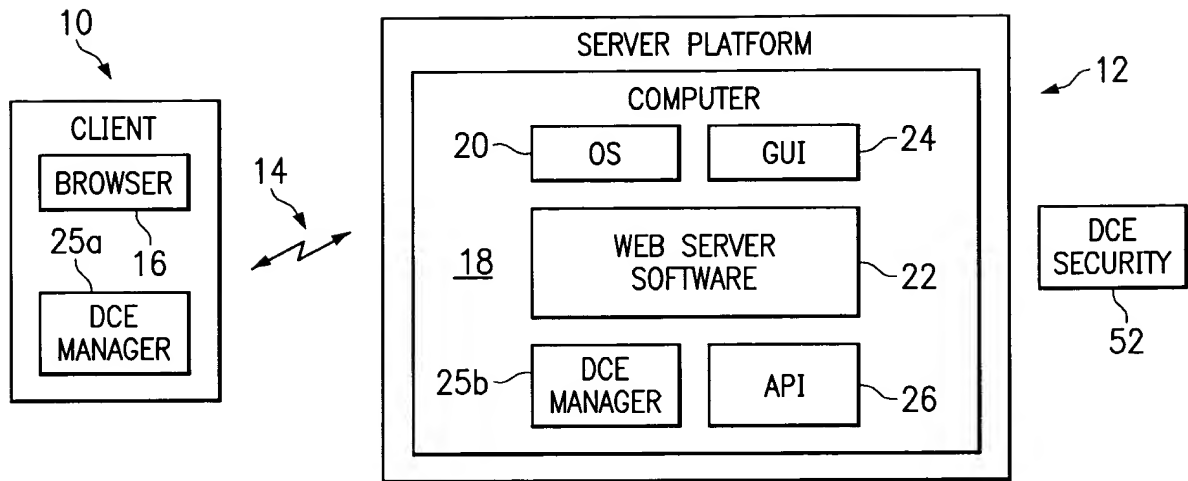 10
CLIENT
BROWSER
25a
16
DCE
MANAGER
14
SERVER PLATFORM
12
COMPUTER
20
OS
GUI
24
18
WEB SERVER
SOFTWARE
22
25b
DCE
MANAGER
API
26
DCE
SECURITY
52